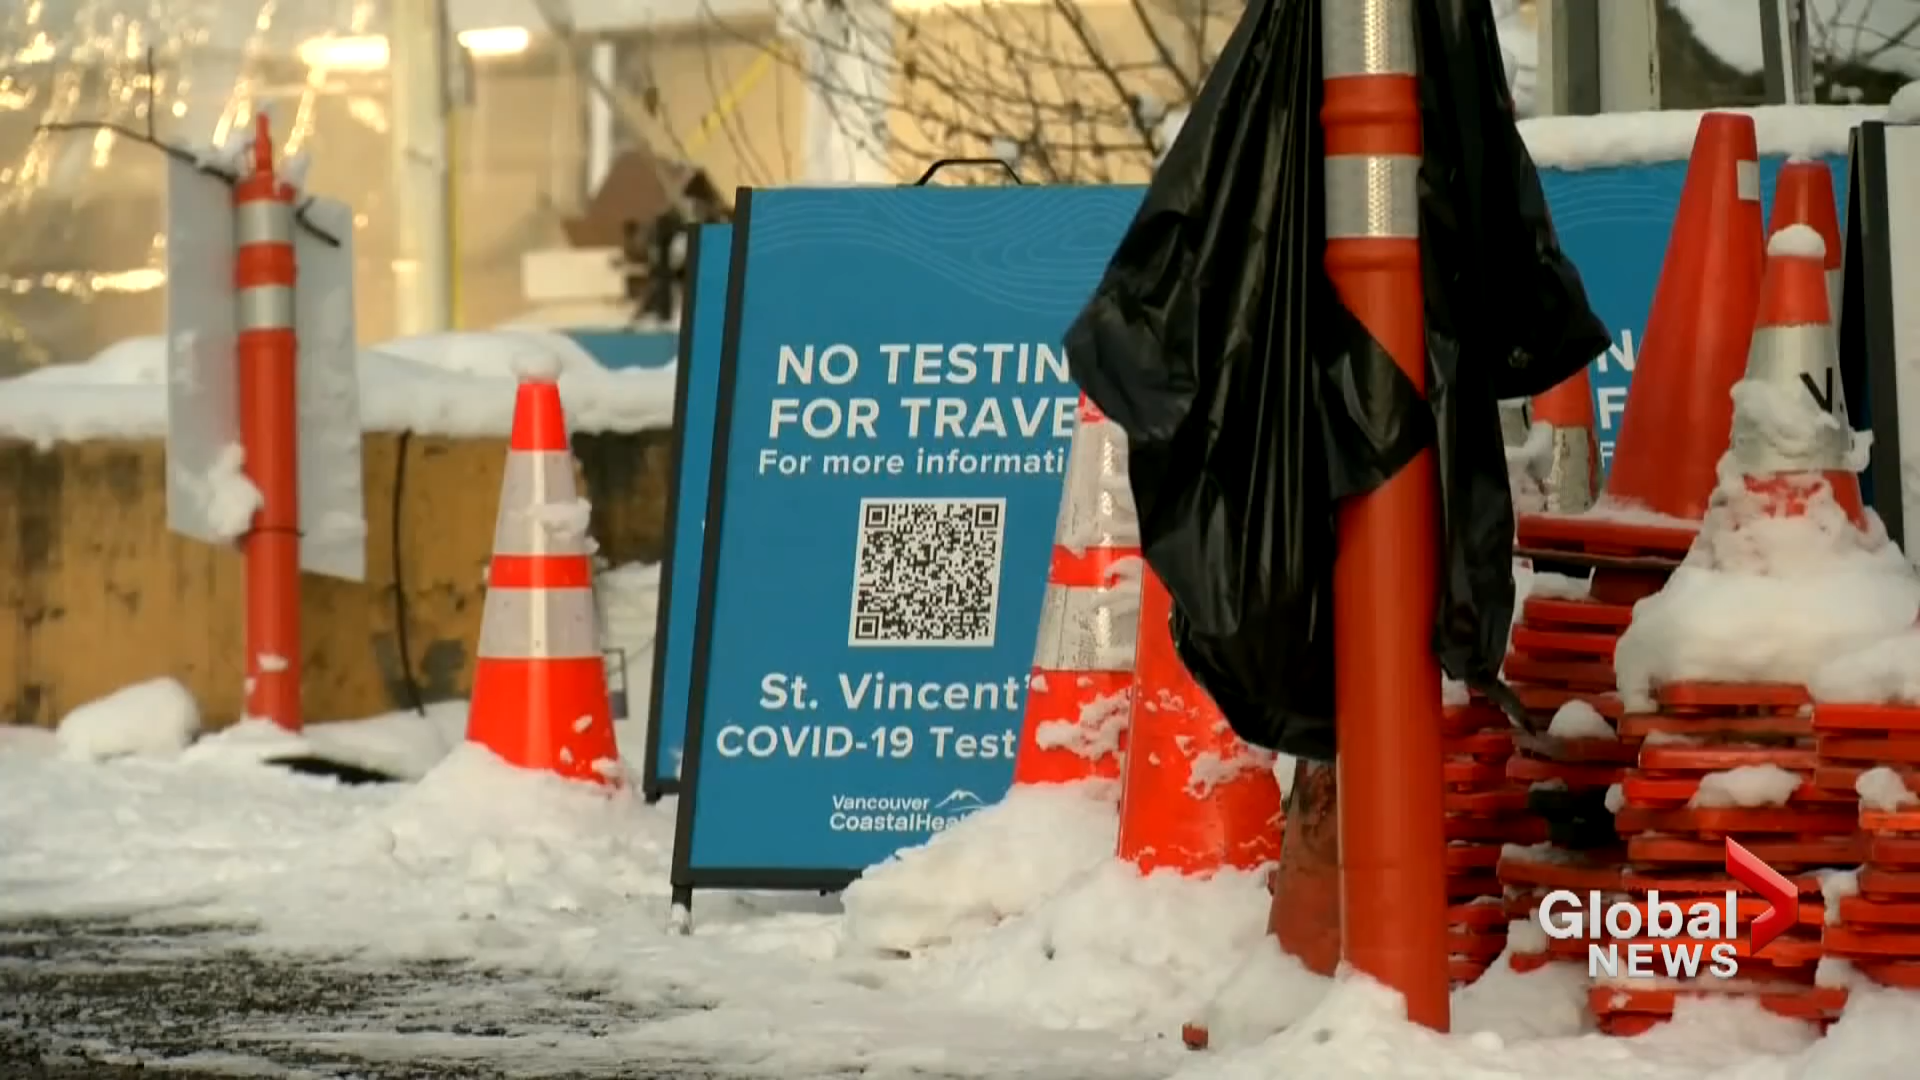 NO TESTIN
FOR TRAVE
For more informati
St. Vincent'
COVID-19 Test
Vancouver
CoastalHea
N
F
F
V
Global
NEWS